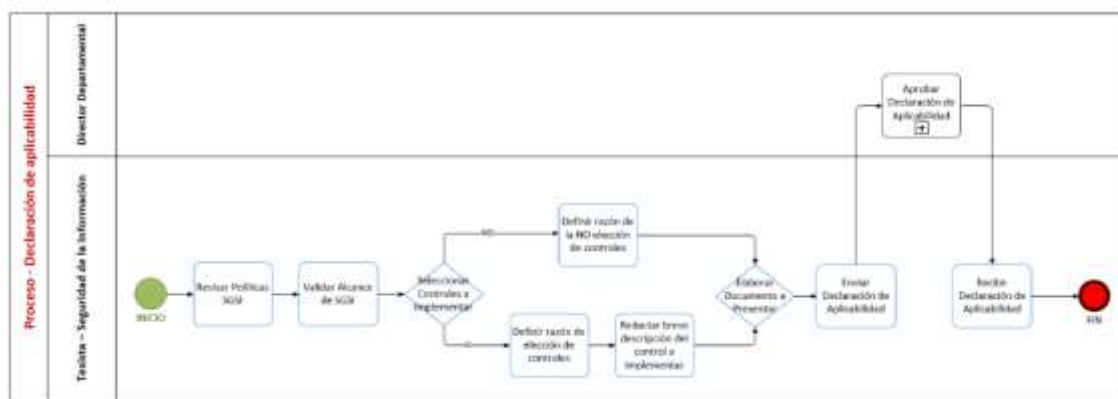 Proceso - Declaración de aplicabilidad
Director Departamental
Aprobar
Declaración de
Aplicabilidad
Tesista – Seguridad de la Información
INICIO
Revisar Políticas
SGSI
Validar Alcance
de SGSI
Seleccionar
Controles a
Implementar
NO
Definir razón de
la NO elección
de controles
Definir razón de
elección de
controles
Redactar breve
descripción del
control a
Implementar
Elaborar
Documento a
Presentar
Enviar
Declaración de
Aplicabilidad
Recibir
Declaración de
Aplicabilidad
FIN